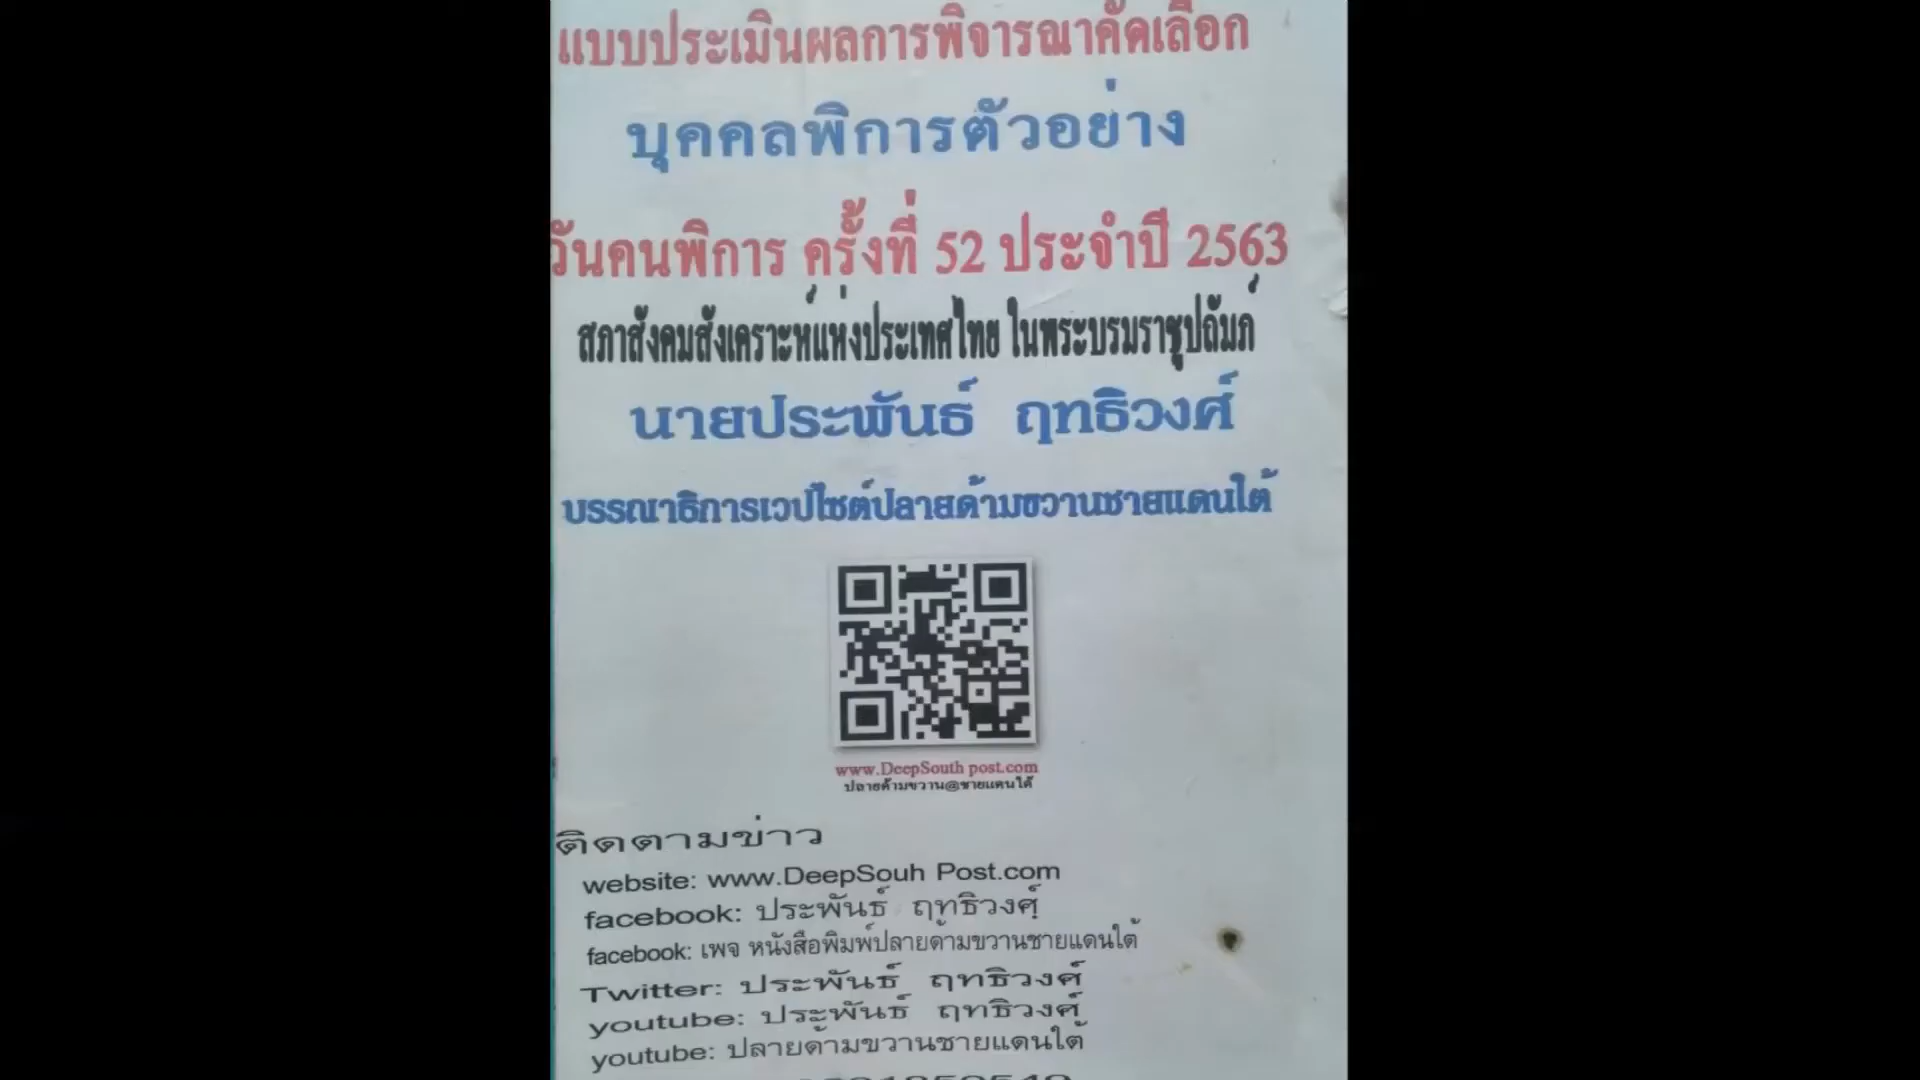 แบบประเมินผลการพิจารณาคัดเลือก
บุคคลพิการตัวอย่าง
วันคนพิการ ครั้งที่ 52 ประจำปี 2563
สภาสังคมสังเคราะห์แห่งประเทศไทย ในพระบรมราชูปถัมภ์
นายประพันธ์ ฤทธิวงศ์
บรรณาธิการเวปไซต์ปลายด้ามขวานชายแดนใต้
www.DeepSouth post.com
ปลายด้ามขวาน@ชายแดนใต้
ติดตามข่าว
website: www.DeepSouh Post.com
facebook: ประพันธ์ ฤทธิวงศ์
facebook: เพจ หนังสือพิมพ์ปลายด้ามขวานชายแดนใต้
Twitter: ประพันธ์ ฤทธิวงศ์
youtube: ประพันธ์ ฤทธิวงศ์
youtube: ปลายด้ามขวานชายแดนใต้